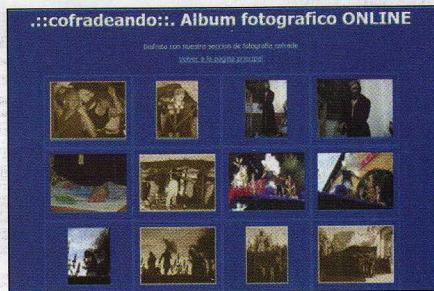 .::cofradeando::. Album fotografico ONLINE
Disfruta con nuestra seccion de fotografia cofrade
Volver a la pagina principal